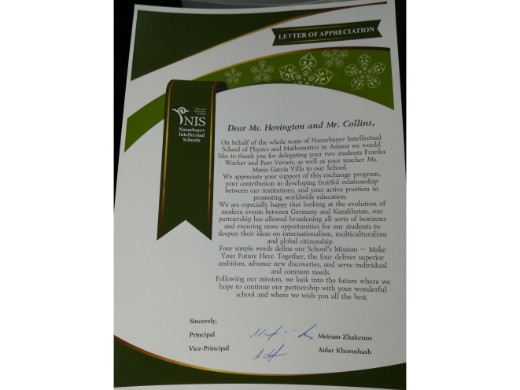 LETTER OF APPRECIATION
NIS
Nazarbayev
Intellectual
Schools
Dear Ms. Hovington and Mr. Collins,
On behalf of the whole team of Nazarbayev Intellectual
School of Physics and Mathematics in Astana we would
like to thank you for delegating your two students Franko
Wacker and Peer Versen, as well as your teacher Mr.
Mario Garcia Villa to our School.
We appreciate your support of this exchange program,
your contribution in developing fruitful relationship
between our institutions, and your active position in
promoting worldwide education.
We are especially happy that looking at the evolution of
modern events between Germany and Kazakhstan, our
partnership has allowed broadening all sorts of horizons
and ensuring more opportunities for our students to
deepen their ideas on internationalism, multiculturalism
and global citizenship.
Four simple words define our School's Mission — Make
Your Future Here. Together, the four deliver superior
ambition, advance new discoveries, and serve individual
and common needs.
Following our mission, we look into the future where we
hope to continue our partnership with your wonderful
school and where we wish you all the best.
Sincerely,
Principal Meiram Zhakenov
Vice-Principal Aidar Khoroshash